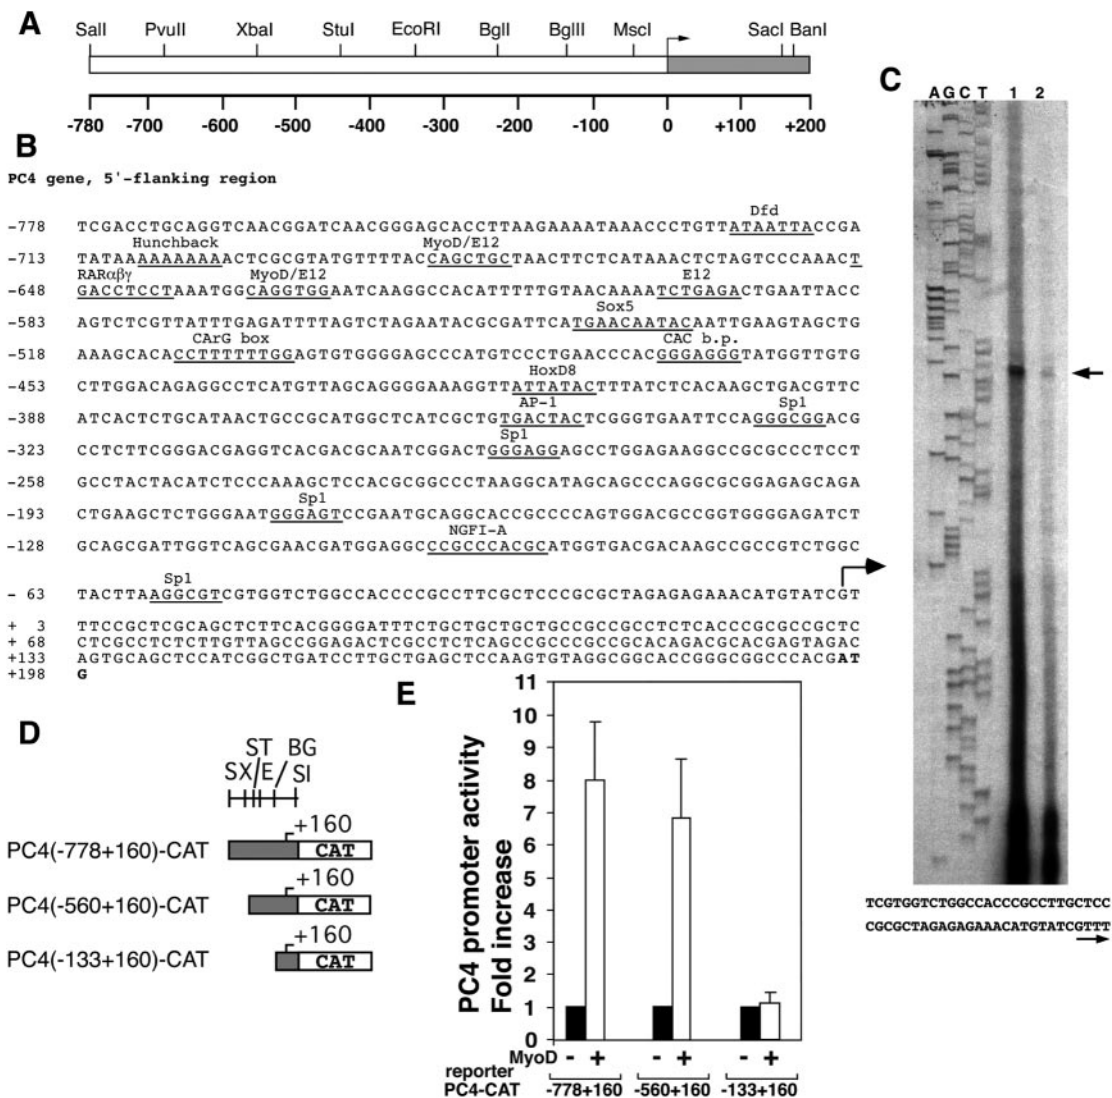 A
SalI PvuII XbaI StuI EcoRI BglI BglII MscI SacI BanI
-780 -700 -600 -500 -400 -300 -200 -100 0 +100 +200
B
PC4 gene, 5'-flanking region
Dfd
-778 TCGACCTGCAGGTCAACGGATCAACGGGAGCACCTTAAGAAAATAAACCCTGTTATAATTACCGA
Hunchback MyoD/E12
-713 TATAAAAAAAAAACTCGCGTATGTTTTACCAGCTGCTAACTTCTCATAAACTCTAGTCCCAAACT
RARαβγ MyoD/E12 E12
-648 GACCTCCTAAATGGCAGGTGGAATCAAGGCCACATTTTTGTAACAAAATCTGAGACTGAATTACC
Sox5
-583 AGTCTCGTTATTTGAGATTTTAGTCTAGAATACGCGATTCATGAACAATACAATTGAAGTAGCTG
CArG box CAC b.p.
-518 AAAGCACACCTTTTTTTGGAGTGTGGGGAGCCCATGTCCCTGAACCCACGGGAGGGTATGGTTGTG
HoxD8
-453 CTTGGACAGAGGCCTCATGTTAGCAGGGGAAAGGTTATTATACTTTATCTCACAAGCTGACGTTC
AP-1 Sp1
-388 ATCACTCTGCATAACTGCCGCATGGCTCATCGCTGTGACTACTCGGGTGAATTCCAGGGCGGACG
Sp1
-323 CCTCTTCGGGACGAGGTCACGACGCAATCGGACTGGGAGGAGCCTGGAGAAGGCCGCGCCCTCCT
-258 GCCTACTACATCTCCCAAAGCTCCACGCGGCCCTAAGGCATAGCAGCCCAGGCGCGGAGAGCAGA
Sp1
-193 CTGAAGCTCTGGGAATGGGAGTCCGAATGCAGGCACCGCCCCAGTGGACGCCGGTGGGGAGATCT
NGFI-A
-128 GCAGCGATTGGTCAGCGAACGATGGAGGCCCGCCCACGCATGGTGACGACAAGCCGCCGTCTGGC
Sp1
- 63 TACTTAAGGCGTCGTGGTCTGGCCACCCCGCCTTCGCTCCCGCGCTAGAGAGAAACATGTATCGT
+ 3 TTCCGCTCGCAGCTCTTCACGGGGATTTCTGCTGCTGCTGCCGCCGCCTCTCACCCGCGCCGCTC
+ 68 CTCGCCTCTCTTGTTAGCCGGAGACTCGCCTCTCAGCCGCCCGCCGCACAGACGCACGAGTAGAC
+133 AGTGCAGCTCCATCGGCTGATCCTTGCTGAGCTCCAAGTGTAGGCGGCACCGGGCGGCCCACGAT
+198 G
C
A G C T 1 2
TCGTGGTCTGGCCACCCGCCTTGCTCC
CGCGCTAGAGAGAAACATGTATCGTTT
D
ST BG
SX/E/SI
+160
PC4(-778+160)-CAT CAT
+160
PC4(-560+160)-CAT CAT
+160
PC4(-133+160)-CAT CAT
E
PC4 promoter activity
Fold increase
11
10
9
8
7
6
5
4
3
2
1
0
MyoD - + - + - +
reporter
PC4-CAT -778+160 -560+160 -133+160